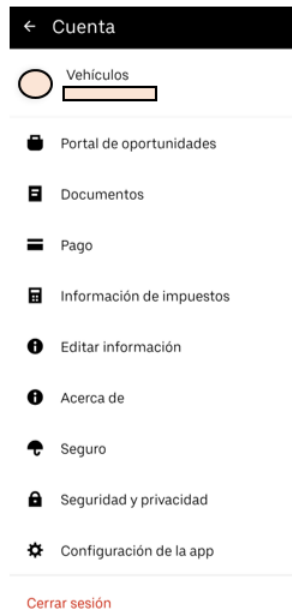 Cuenta
Vehículos
Portal de oportunidades
Documentos
Pago
Información de impuestos
Editar información
Acerca de
Seguro
Seguridad y privacidad
Configuración de la app
Cerrar sesión